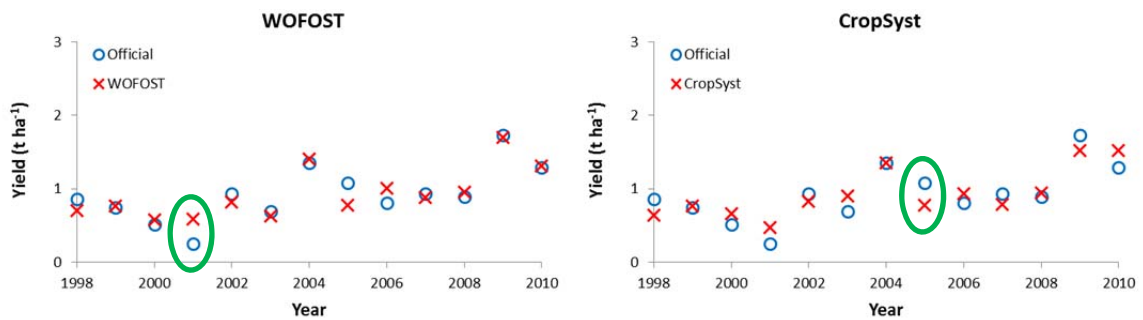 WOFOST
Official
WOFOST
Yield (t ha-1)
3
2
1
0
1998 2000 2002 2004 2006 2008 2010
Year
CropSyst
Official
CropSyst
Yield (t ha-1)
3
2
1
0
1998 2000 2002 2004 2006 2008 2010
Year